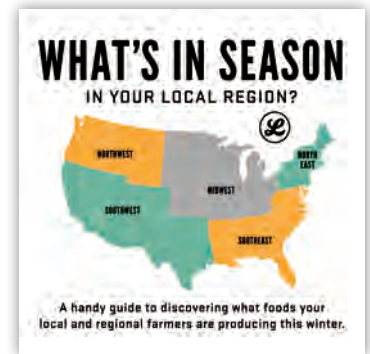 WHAT'S IN SEASON
IN YOUR LOCAL REGION?
L
NORTHWEST
NORTH
EAST
MIDWEST
SOUTHWEST
SOUTHEAST
A handy guide to discovering what foods your
local and regional farmers are producing this winter.